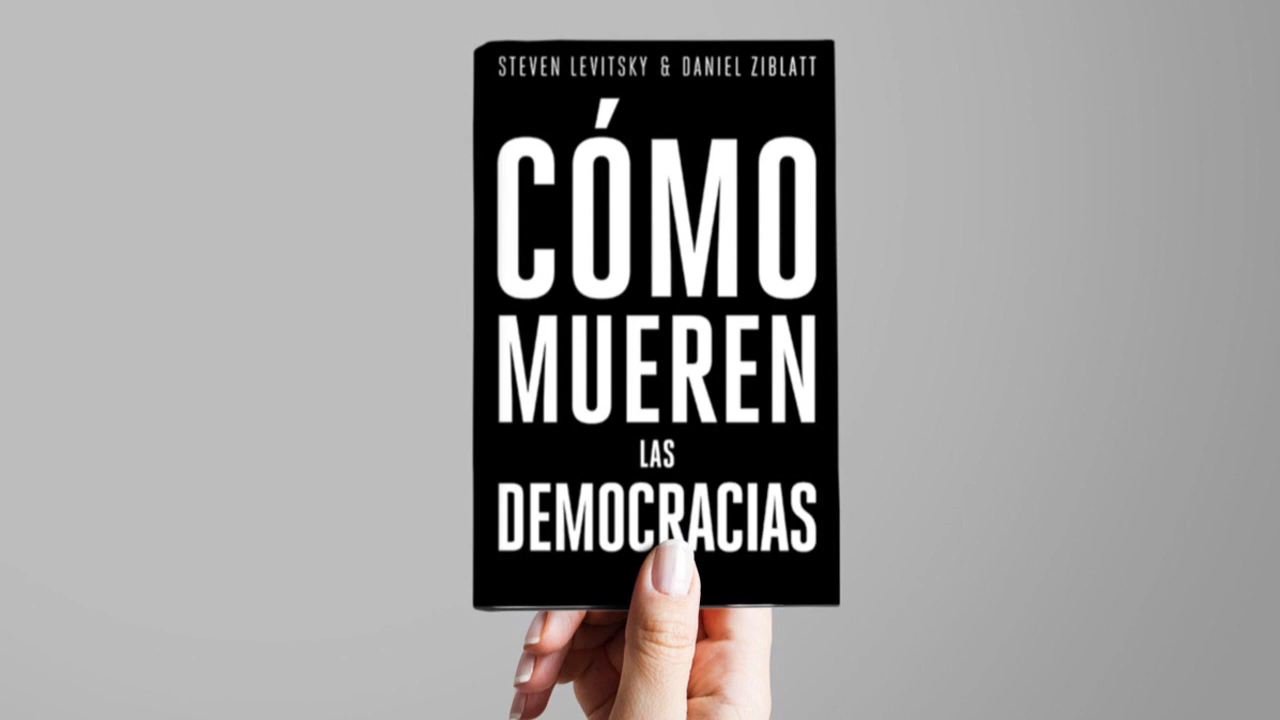 STEVEN LEVITSKY & DANIEL ZIBLATT
CÓMO
MUEREN
LAS
DEMOCRACIAS